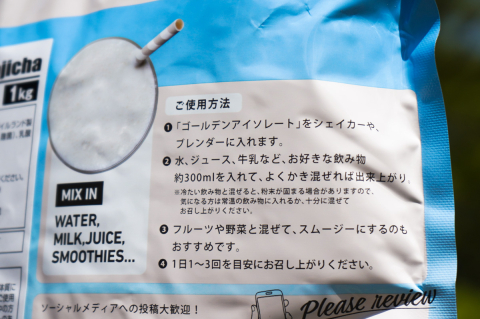 jicha
1kg
ご使用方法
❶「ゴールデンアイソレート」をシェイカーや、
ブレンダーに入れます。
❷ 水、ジュース、牛乳など、お好きな飲み物
約300mlを入れて、よくかき混ぜれば出来上がり。
※冷たい飲み物と混ぜると、粉末が固まる場合がありますので、
気になる方は常温の飲み物に入れるか、十分に混ぜて
お召し上がりください。
❸ フルーツや野菜と混ぜて、スムージーにするのも
おすすめです。
❹ 1日1〜3回を目安にお召し上がりください。
MIX IN
WATER,
MILK,JUICE,
SMOOTHIES...
ソーシャルメディアへの投稿大歓迎！
Please review